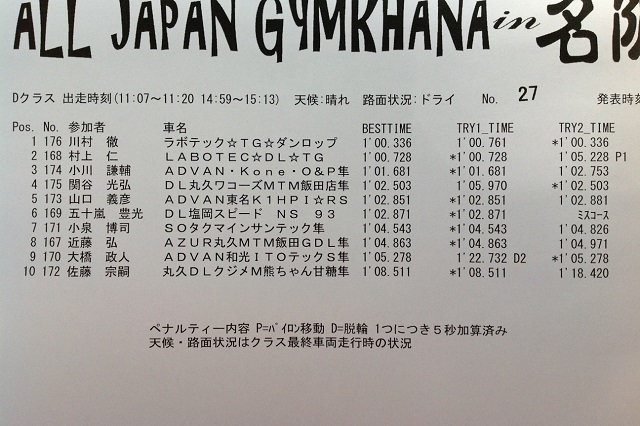 ALL JAPAN GYMKHANA in 名阪
Dクラス 出走時刻(11:07～11:20 14:59～15:13) 天候:晴れ 路面状況:ドライ No. 27 発表時刻
Pos. No. 参加者 車名 BESTTIME TRY1_TIME TRY2_TIME
1 176 川村 徹 ラボテック☆TG☆ダンロップ 1'00.336 1'00.761 *1'00.336
2 168 村上 仁 LABOTEC☆DL☆TG 1'00.728 *1'00.728 1'05.228 P1
3 174 小川 謙輔 ADVAN・Kone・O&P隼 1'01.681 *1'01.681 1'02.753
4 175 関谷 光弘 DL丸久ワコーズMTM飯田店隼 1'02.503 1'05.970 *1'02.503
5 173 山口 義彦 ADVAN東名K1HPI☆RS 1'02.851 1'02.988 *1'02.851
6 169 五十嵐 豊光 DL塩岡スピード NS 93 1'02.871 *1'02.871 ミスコース
7 171 小泉 博司 SOタクマインサンテック隼 1'04.543 *1'04.543 1'04.826
8 167 近藤 弘 AZUR丸久MTM飯田GDL隼 1'04.863 *1'04.863 1'04.971
9 170 大橋 政人 ADVAN和光ITOテックS隼 1'05.278 1'22.732 D2 *1'05.278
10 172 佐藤 宗嗣 丸久DLクジメM熊ちゃん甘糖隼 1'08.511 *1'08.511 1'18.420
ペナルティー内容 P=パイロン移動 D=脱輪 1つにつき5秒加算済み
天候・路面状況はクラス最終車両走行時の状況